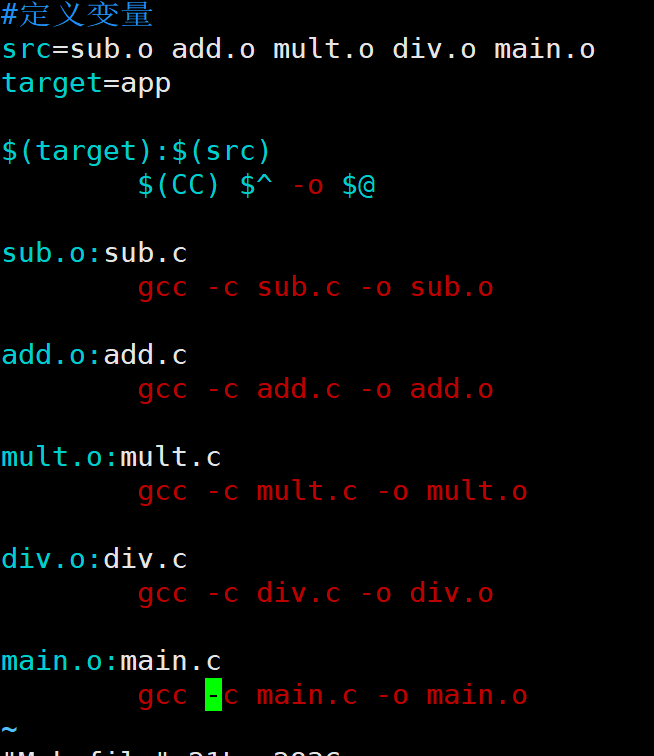 #定义变量
src=sub.o add.o mult.o div.o main.o
target=app
$(target):$(src)
$(CC) $^ -o $@
sub.o:sub.c
gcc -c sub.c -o sub.o
add.o:add.c
gcc -c add.c -o add.o
mult.o:mult.c
gcc -c mult.c -o mult.o
div.o:div.c
gcc -c div.c -o div.o
main.o:main.c
gcc -c main.c -o main.o
~